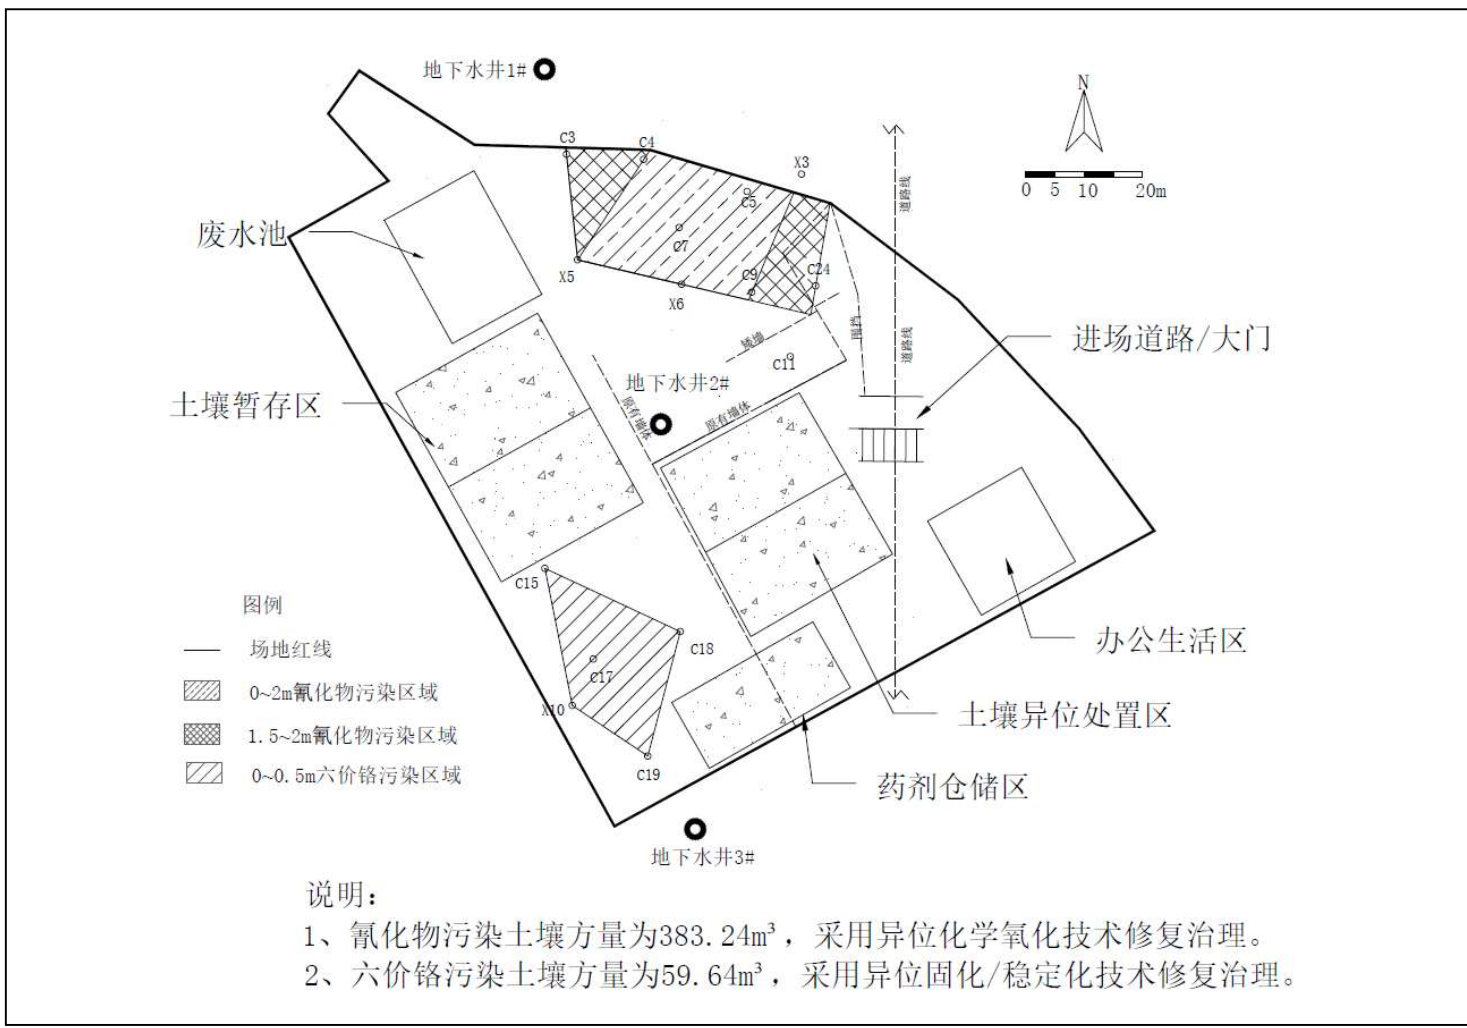 地下水井1#
N
0 5 10 20m
C3
C4
X3
C5
道路线
废水池
C7
X5
X6
C9
C24
围挡
道路线
矮墙
C11
进场道路/大门
地下水井2#
原有墙体
原有墙体
土壤暂存区
C15
C18
C17
X10
C19
办公生活区
土壤异位处置区
药剂仓储区
图例
场地红线
0~2m氰化物污染区域
1.5~2m氰化物污染区域
0~0.5m六价铬污染区域
地下水井3#
说明：
1、氰化物污染土壤方量为383.24m³，采用异位化学氧化技术修复治理。
2、六价铬污染土壤方量为59.64m³，采用异位固化/稳定化技术修复治理。